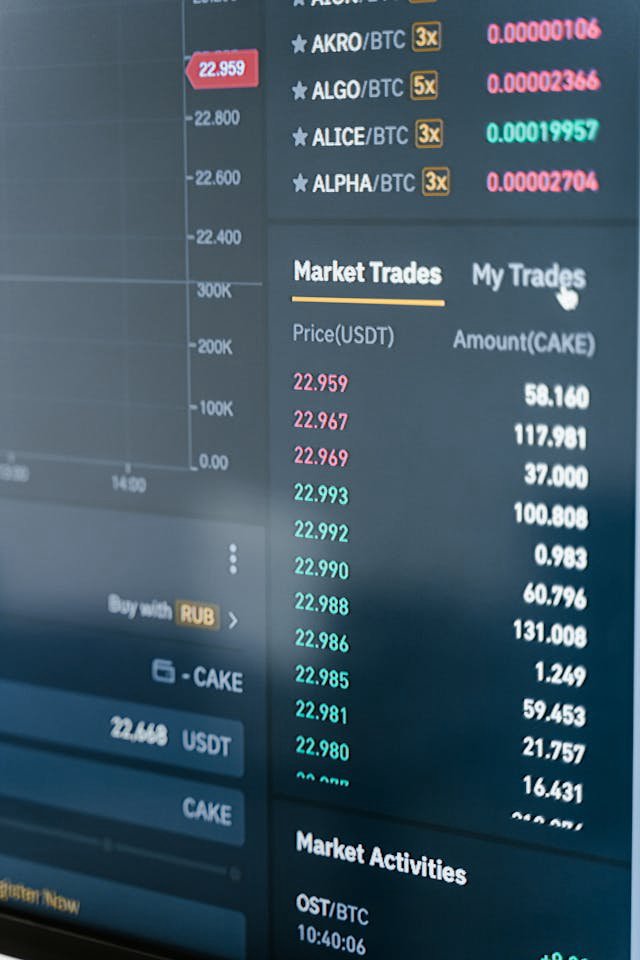 ★ AKRO/BTC 3x 0.00000106
★ ALGO/BTC 5x 0.00002366
★ ALICE/BTC 3x 0.00019957
★ ALPHA/BTC 3x 0.00002704
22.959
22.800
22.600
22.400
300K
200K
100K
0.00
14:00
Buy with RUB
- CAKE
22,668 USDT
CAKE
Now
Market Trades My Trades
Price(USDT) Amount(CAKE)
22.959 58.160
22.967 117.981
22.969 37.000
22.993 100.808
22.992 0.983
22.990 60.796
22.988 131.008
22.986 1.249
22.985 59.453
22.981 21.757
22.980 16.431
Market Activities
OST/BTC
10:40:06